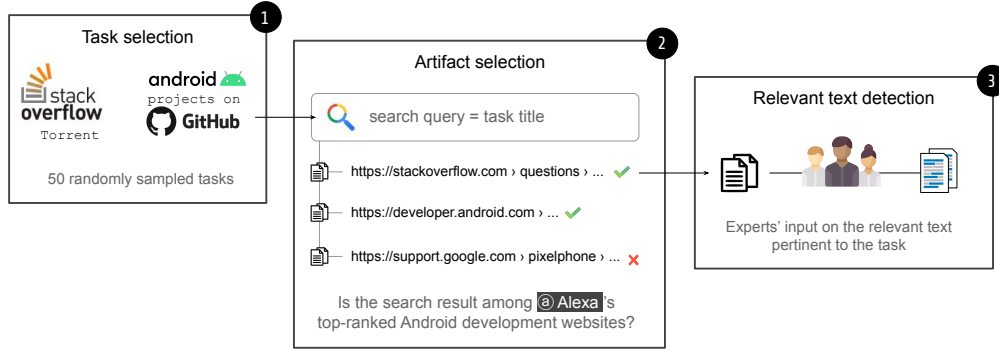 1
Task selection
stack
overflow
Torrent
android
projects on
GitHub
50 randomly sampled tasks
2
Artifact selection
search query = task title
https://stackoverflow.com › questions › ...
https://developer.android.com › ...
https://support.google.com › pixelphone › ...
Is the search result among a Alexa's
top-ranked Android development websites?
3
Relevant text detection
Experts' input on the relevant text
pertinent to the task